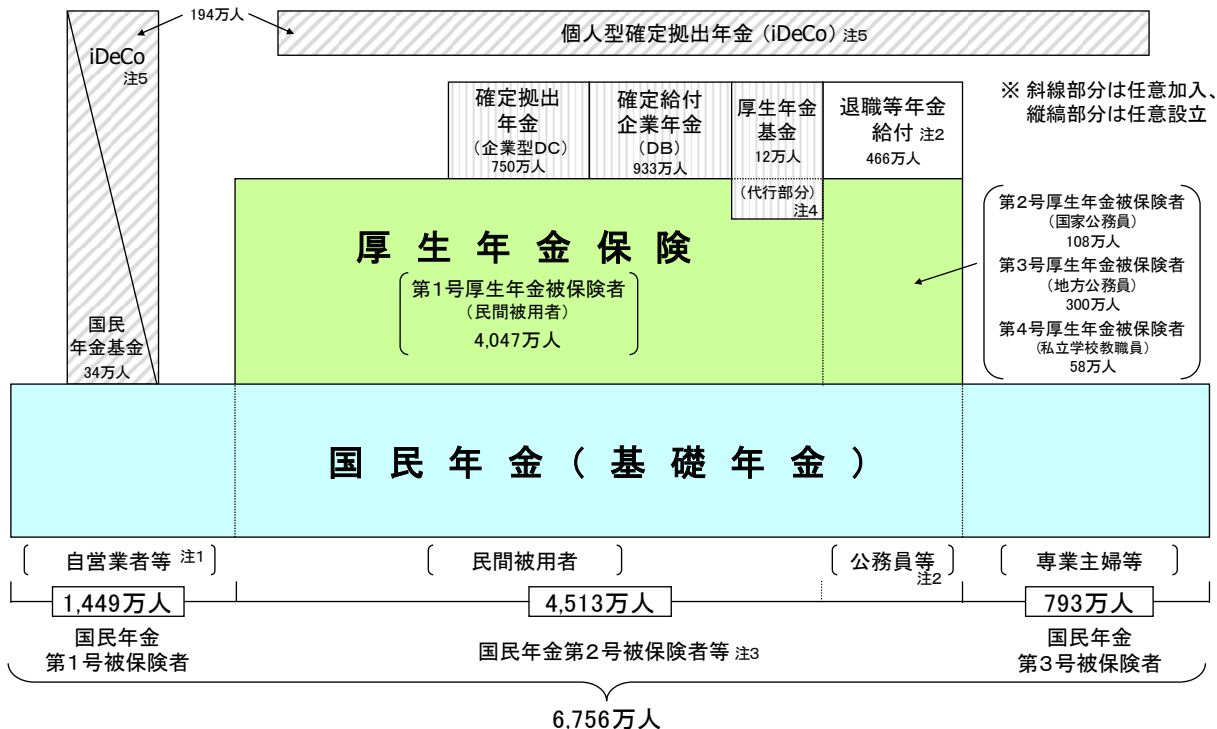 194万人
iDeCo
注5
個人型確定拠出年金（iDeCo）注5
※ 斜線部分は任意加入、
縦縞部分は任意設立
確定拠出
年金
（企業型DC）
750万人
確定給付
企業年金
（DB）
933万人
厚生年金
基金
12万人
（代行部分）
注4
退職等年金
給付 注2
466万人
厚生年金保険
第1号厚生年金被保険者
（民間被用者）
4,047万人
第2号厚生年金被保険者
（国家公務員）
108万人
第3号厚生年金被保険者
（地方公務員）
300万人
第4号厚生年金被保険者
（私立学校教職員）
58万人
国民
年金基金
34万人
国民年金（基礎年金）
自営業者等 注1
民間被用者
公務員等
注2
専業主婦等
1,449万人
4,513万人
793万人
国民年金
第1号被保険者
国民年金第2号被保険者等 注3
国民年金
第3号被保険者
6,756万人